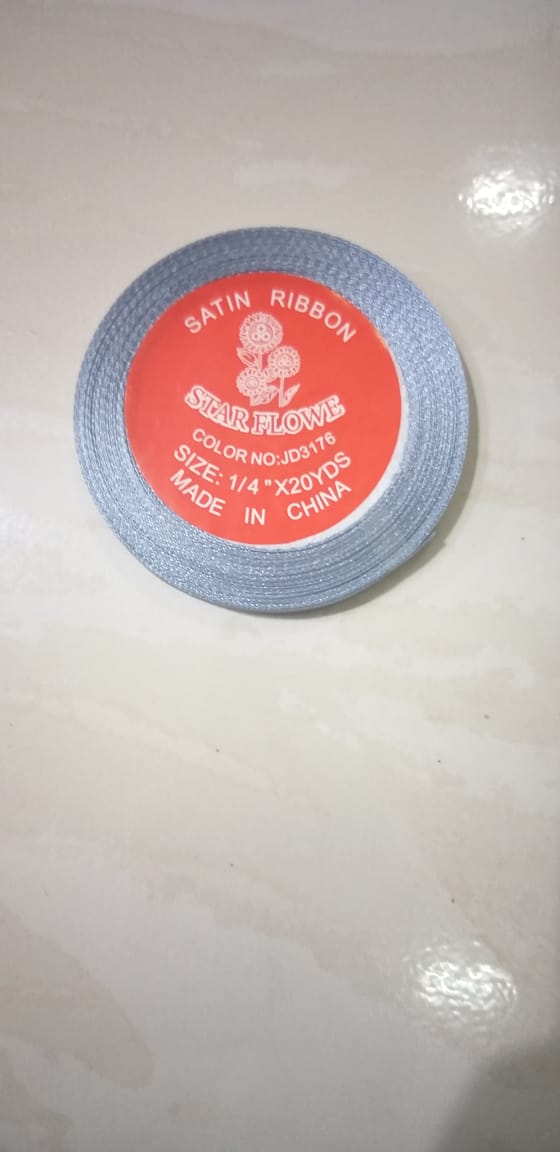 SATIN RIBBON
STAR FLOWE
COLOR NO:JD3176
SIZE: 1/4 "X20YDS
MADE IN CHINA